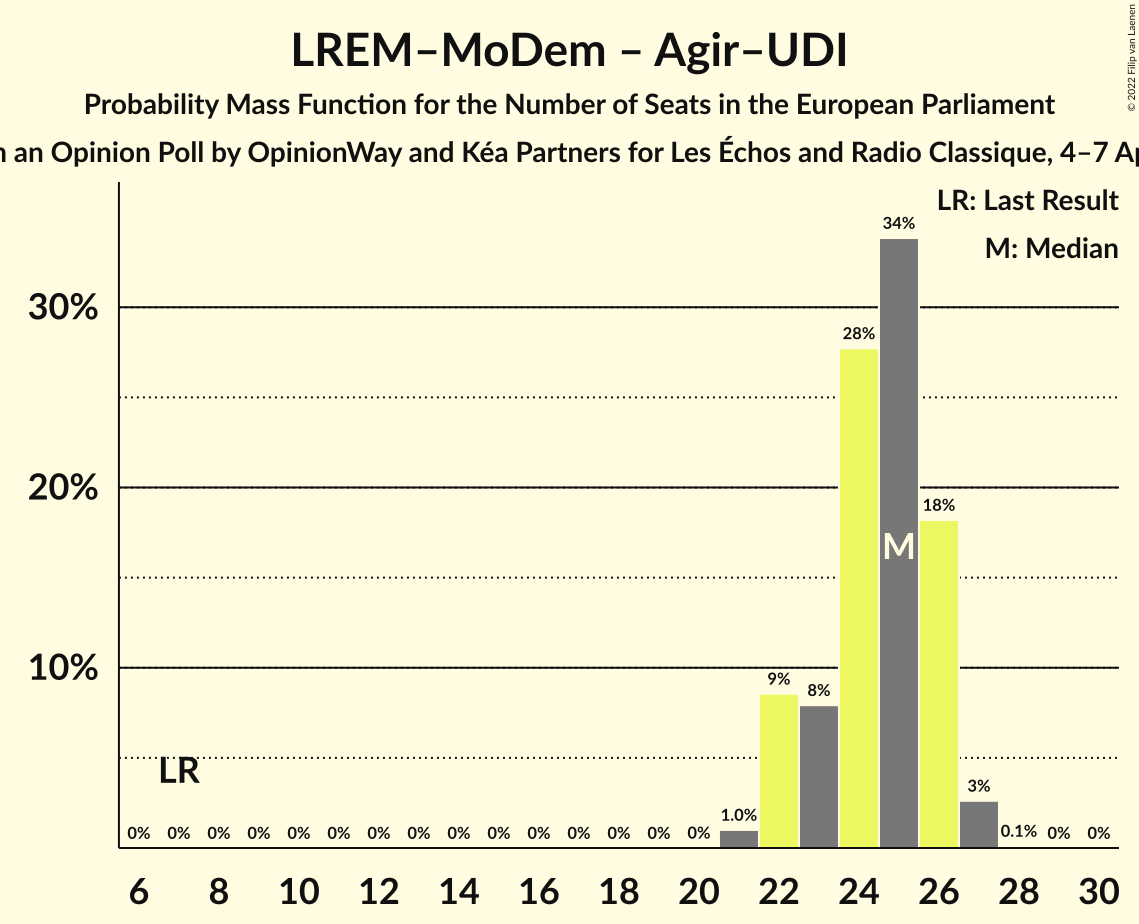 LREM–MoDem – Agir–UDI
Probability Mass Function for the Number of Seats in the European Parliament
an Opinion Poll by OpinionWay and Kéa Partners for Les Échos and Radio Classique, 4–7
© 2022 Filip van Laenen
LR: Last Result
M: Median
30%
20%
10%
34%
28%
18%
9%
8%
3%
1.0%
0.1%
M
LR
0% 0% 0% 0% 0% 0% 0% 0% 0% 0% 0% 0% 0% 0% 0% 0% 0%
6 8 10 12 14 16 18 20 22 24 26 28 30